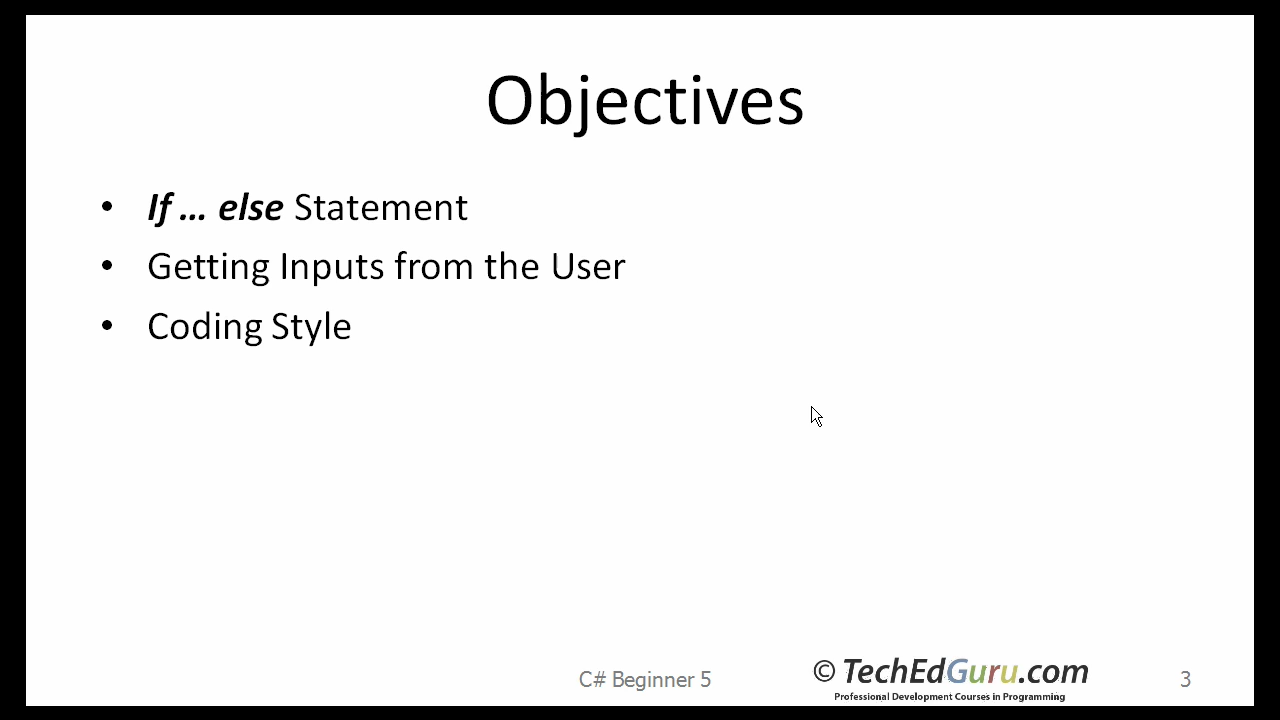 Objectives
• If ... else Statement
• Getting Inputs from the User
• Coding Style
C# Beginner 5
© TechEdGuru.com
Professional Development Courses in Programming
3